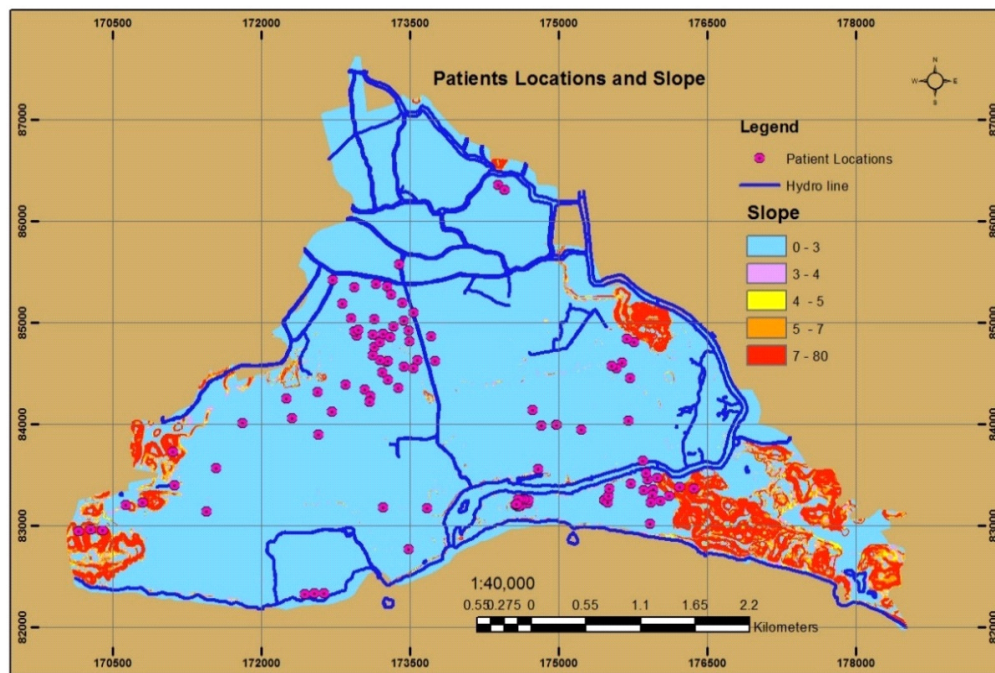 170500 172000 173500 175000 176500 178000
Patients Locations and Slope
N
W E
S
87000 87000
Legend
Patient Locations
Hydro line
Slope
86000 86000
0 - 3
3 - 4
4 - 5
5 - 7
7 - 80
85000 85000
84000 84000
83000 83000
1:40,000
0.55 0.275 0 0.55 1.1 1.65 2.2
Kilometers
82000 82000
170500 172000 173500 175000 176500 178000